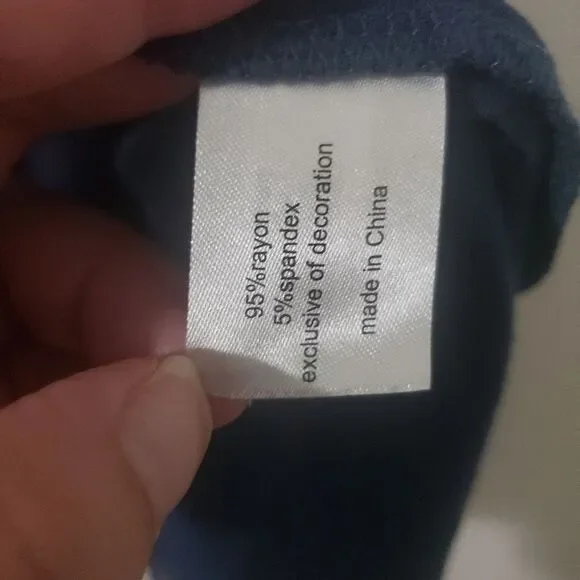 95%rayon
5%spandex
exclusive of decoration
made in China